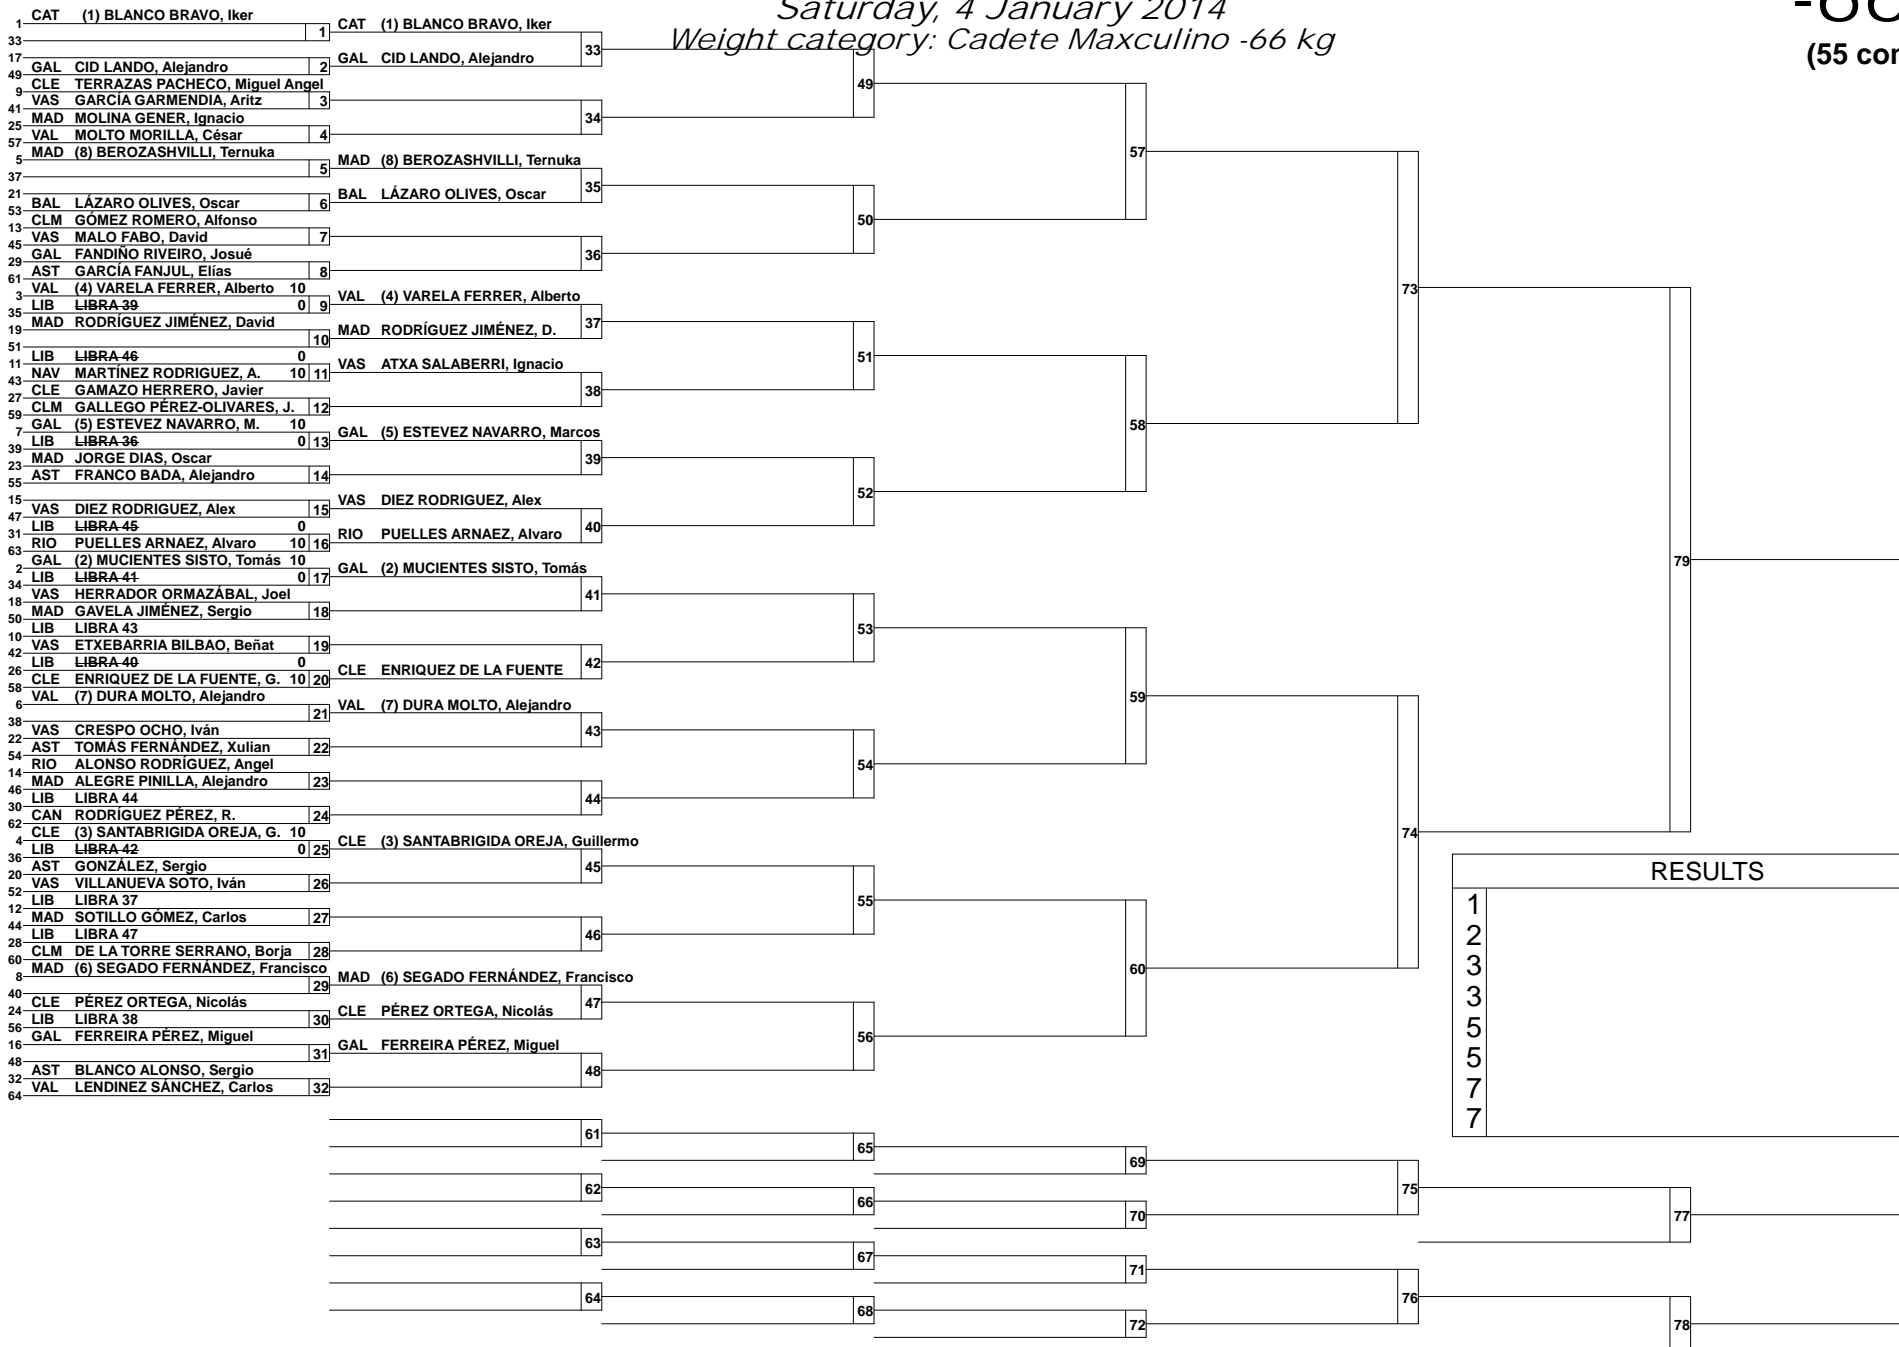 Saturday, 4 January 2014
Weight category: Cadete Maxculino -66 kg
(55
1 CAT (1) BLANCO BRAVO, Iker
33
1
17
49 GAL CID LANDO, Alejandro
2
9 CLE TERRAZAS PACHECO, Miguel Angel
41 VAS GARCÍA GARMENDIA, Aritz
3
25 MAD MOLINA GENER, Ignacio
57 VAL MOLTO MORILLA, César
4
5 MAD (8) BEROZASHVILLI, Ternuka
37
5
21
53 BAL LÁZARO OLIVES, Oscar
6
13 CLM GÓMEZ ROMERO, Alfonso
45 VAS MALO FABO, David
7
29 GAL FANDIÑO RIVEIRO, Josué
61 AST GARCÍA FANJUL, Elías
8
3 VAL (4) VARELA FERRER, Alberto 10
35 LIB LIBRA 39 0
9
19 MAD RODRÍGUEZ JIMÉNEZ, David
51
10
11 LIB LIBRA 46 0
43 NAV MARTÍNEZ RODRIGUEZ, A. 10
11
27 CLE GAMAZO HERRERO, Javier
59 CLM GALLEGO PÉREZ-OLIVARES, J.
12
7 GAL (5) ESTEVEZ NAVARRO, M. 10
39 LIB LIBRA 36 0
13
23 MAD JORGE DIAS, Oscar
55 AST FRANCO BADA, Alejandro
14
15
47 VAS DIEZ RODRIGUEZ, Alex
15
31 LIB LIBRA 45 0
63 RIO PUELLES ARNAEZ, Alvaro 10
16
2 GAL (2) MUCIENTES SISTO, Tomás 10
34 LIB LIBRA 41 0
17
18 VAS HERRADOR ORMAZÁBAL, Joel
50 MAD GAVELA JIMÉNEZ, Sergio
18
10 LIB LIBRA 43
42 VAS ETXEBARRIA BILBAO, Beñat
19
26 LIB LIBRA 40 0
58 CLE ENRIQUEZ DE LA FUENTE, G. 10
20
6 VAL (7) DURA MOLTO, Alejandro
38
21
22 VAS CRESPO OCHO, Iván
54 AST TOMÁS FERNÁNDEZ, Xulian
22
14 RIO ALONSO RODRÍGUEZ, Angel
46 MAD ALEGRE PINILLA, Alejandro
23
30 LIB LIBRA 44
62 CAN RODRÍGUEZ PÉREZ, R.
24
4 CLE (3) SANTABRIGIDA OREJA, G. 10
36 LIB LIBRA 42 0
25
20 AST GONZÁLEZ, Sergio
52 VAS VILLANUEVA SOTO, Iván
26
12 LIB LIBRA 37
44 MAD SOTILLO GÓMEZ, Carlos
27
28 LIB LIBRA 47
60 CLM DE LA TORRE SERRANO, Borja
28
8 MAD (6) SEGADO FERNÁNDEZ, Francisco
40
29
24 CLE PÉREZ ORTEGA, Nicolás
56 LIB LIBRA 38
30
16 GAL FERREIRA PÉREZ, Miguel
48
31
32 AST BLANCO ALONSO, Sergio
64 VAL LENDINEZ SÁNCHEZ, Carlos
32
CAT (1) BLANCO BRAVO, Iker
GAL CID LANDO, Alejandro
33
34
MAD (8) BEROZASHVILLI, Ternuka
BAL LÁZARO OLIVES, Oscar
35
36
VAL (4) VARELA FERRER, Alberto
MAD RODRÍGUEZ JIMÉNEZ, D.
37
VAS ATXA SALABERRI, Ignacio
38
GAL (5) ESTEVEZ NAVARRO, Marcos
39
VAS DIEZ RODRIGUEZ, Alex
RIO PUELLES ARNAEZ, Alvaro
40
GAL (2) MUCIENTES SISTO, Tomás
41
CLE ENRIQUEZ DE LA FUENTE
42
VAL (7) DURA MOLTO, Alejandro
43
44
CLE (3) SANTABRIGIDA OREJA, Guillermo
45
46
MAD (6) SEGADO FERNÁNDEZ, Francisco
CLE PÉREZ ORTEGA, Nicolás
47
GAL FERREIRA PÉREZ, Miguel
48
49
50
51
52
53
54
55
56
57
58
59
60
73
74
79
RESULTS
1
2
3
3
5
5
7
7
61
62
63
64
65
66
67
68
69
70
71
72
75
76
77
78